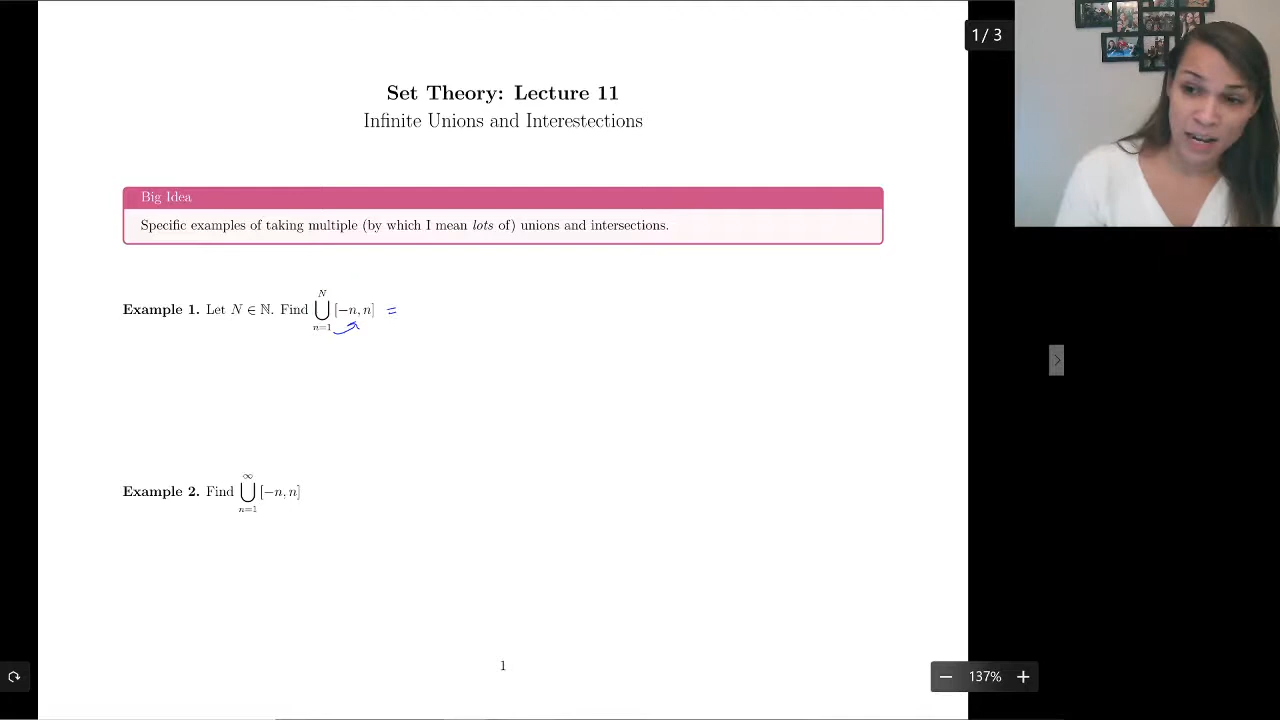 1 / 3
Set Theory: Lecture 11
Infinite Unions and Interestections
Big Idea
Specific examples of taking multiple (by which I mean lots of) unions and intersections.
Example 1. Let N ∈ ℕ. Find ⋃_{n=1}^{N} [−n, n] =
Example 2. Find ⋃_{n=1}^{∞} [−n, n]
1
137%